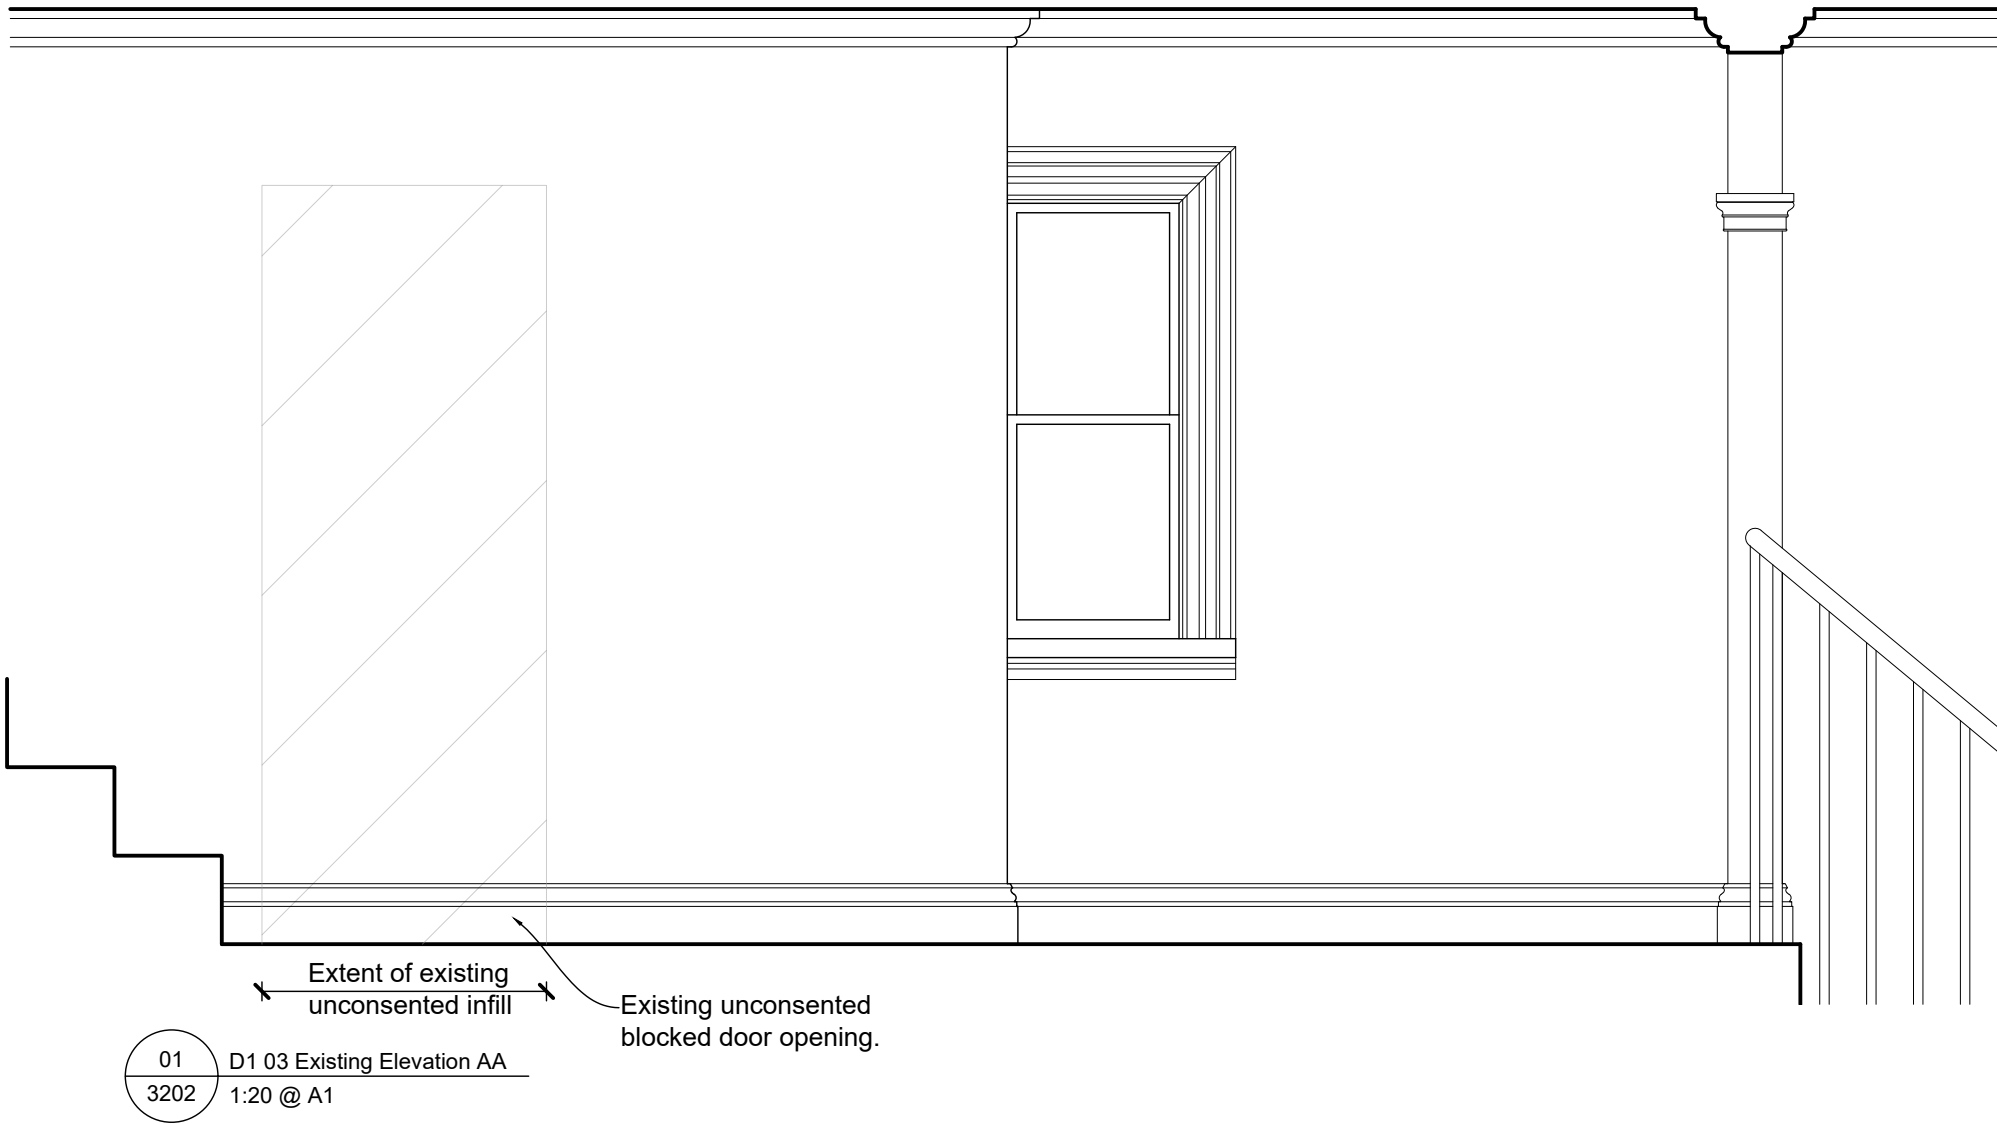 Extent of existing
unconsented infill
Existing unconsented
blocked door opening.
01
3202
D1 03 Existing Elevation AA
1:20 @ A1